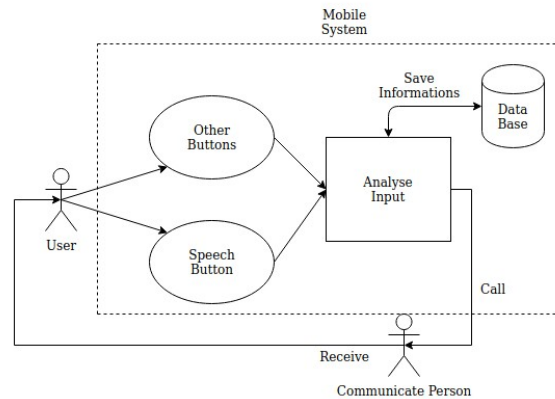 Mobile
System
Save
Informations
Data
Base
Other
Buttons
Analyse
Input
User
Speech
Button
Call
Receive
Communicate Person